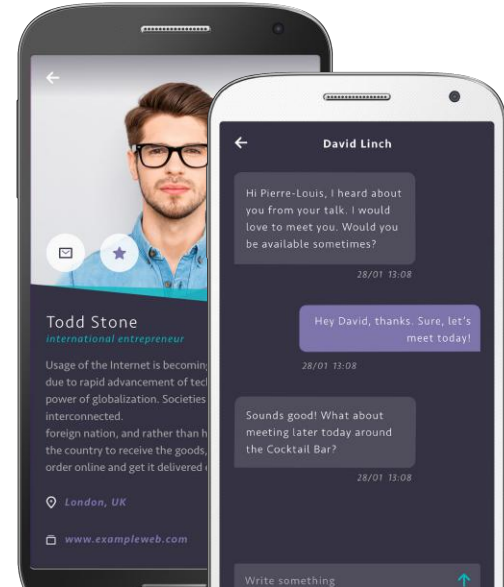 Todd Stone
international entrepreneur
Usage of the Internet is becoming
due to rapid advancement of
power of globalization. Societies
interconnected.
foreign nation, and rather than
the country to receive the goods,
order online and get it delivered
London, UK
www.exampleweb.com
David Linch
Hi Pierre-Louis, I heard about
you from your talk. I would
love to meet you. Would you
be available sometimes?
28/01 13:08
Hey David, thanks. Sure, let's
meet today!
28/01 13:08
Sounds good! What about
meeting later today around
the Cocktail Bar?
28/01 13:08
Write something